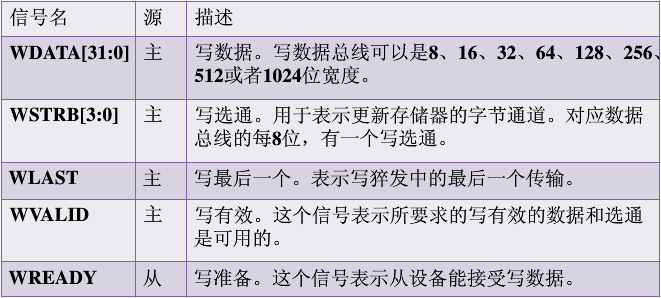 信号名 源 描述
WDATA[31:0] 主 写数据。写数据总线可以是8、16、32、64、128、256、
512或者1024位宽度。
WSTRB[3:0] 主 写选通。用于表示更新存储器的字节通道。对应数据
总线的每8位，有一个写选通。
WLAST 主 写最后一个。表示写猝发中的最后一个传输。
WVALID 主 写有效。这个信号表示所要求的写有效的数据和选通
是可用的。
WREADY 从 写准备。这个信号表示从设备能接受写数据。